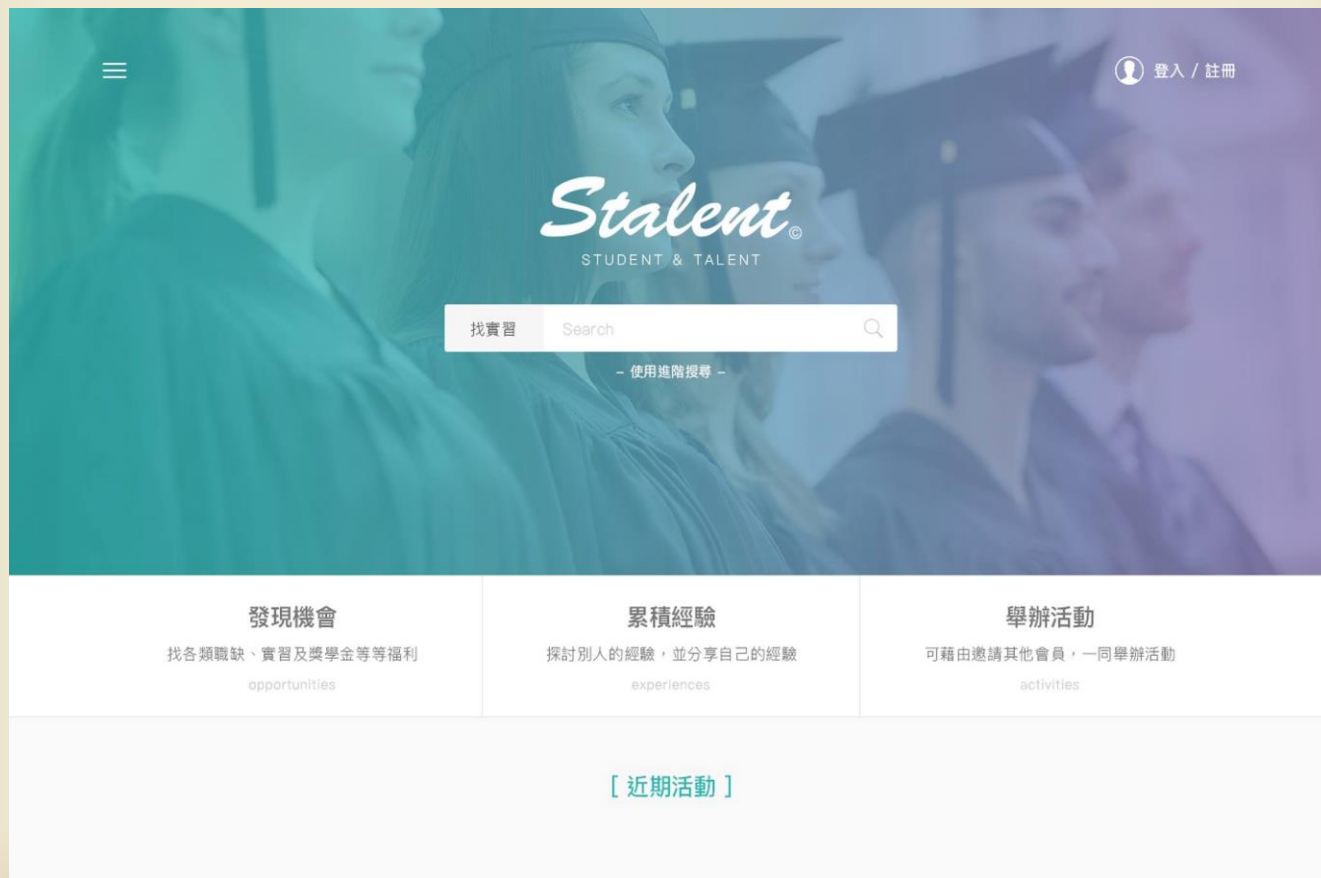 登入 / 註冊
Stalent©
STUDENT & TALENT
找實習 Search
– 使用進階搜尋 –
發現機會
找各類職缺、實習及獎學金等等福利
opportunities
累積經驗
探討別人的經驗，並分享自己的經驗
experiences
舉辦活動
可藉由邀請其他會員，一同舉辦活動
activities
[ 近期活動 ]